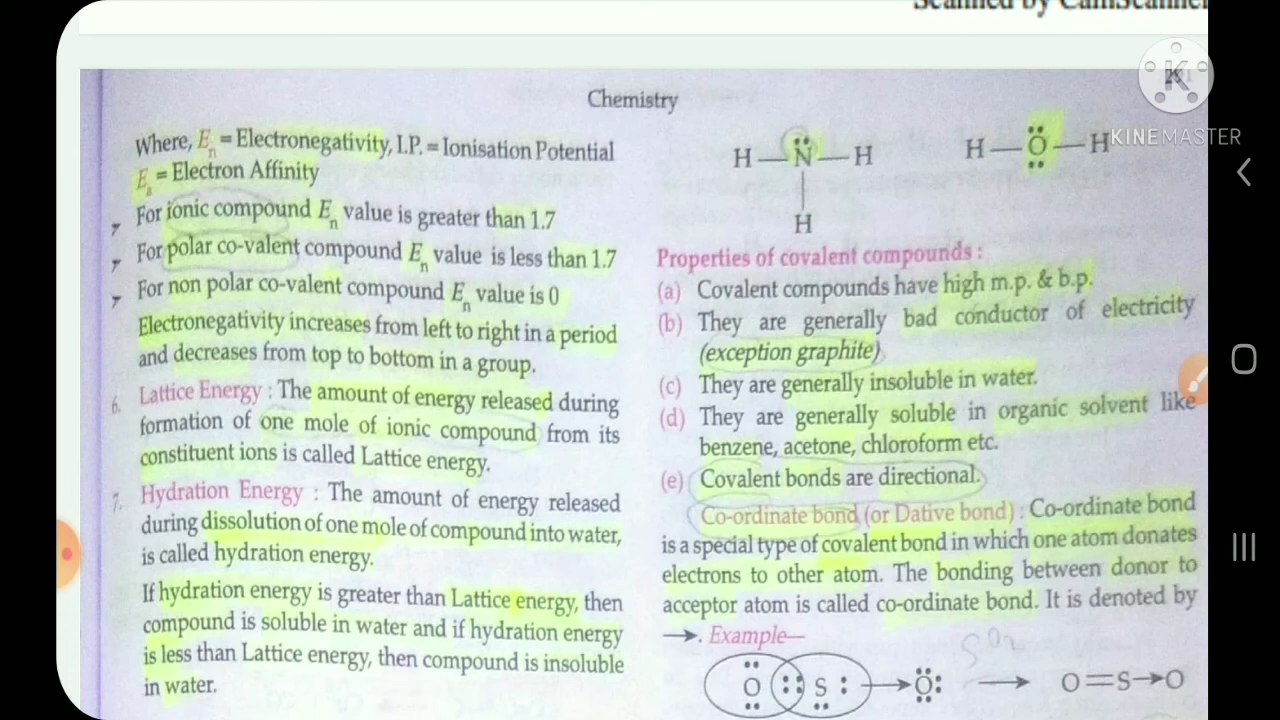 Scanned by CamScanner
Chemistry
KINEMASTER
Where, En = Electronegativity, I.P. = Ionisation Potential
Ea = Electron Affinity
For ionic compound En value is greater than 1.7
For polar co-valent compound En value is less than 1.7
For non polar co-valent compound En value is 0
Electronegativity increases from left to right in a period
and decreases from top to bottom in a group.
6. Lattice Energy : The amount of energy released during
formation of one mole of ionic compound from its
constituent ions is called Lattice energy.
7. Hydration Energy : The amount of energy released
during dissolution of one mole of compound into water,
is called hydration energy.
If hydration energy is greater than Lattice energy, then
compound is soluble in water and if hydration energy
is less than Lattice energy, then compound is insoluble
in water.
H—N—H H—O—H
H
Properties of covalent compounds :
(a) Covalent compounds have high m.p. & b.p.
(b) They are generally bad conductor of electricity
(exception graphite)
(c) They are generally insoluble in water.
(d) They are generally soluble in organic solvent like
benzene, acetone, chloroform etc.
(e) Covalent bonds are directional.
Co-ordinate bond (or Dative bond) : Co-ordinate bond
is a special type of covalent bond in which one atom donates
electrons to other atom. The bonding between donor to
acceptor atom is called co-ordinate bond. It is denoted by
→. Example—
O :: S : → O: → O=S→O